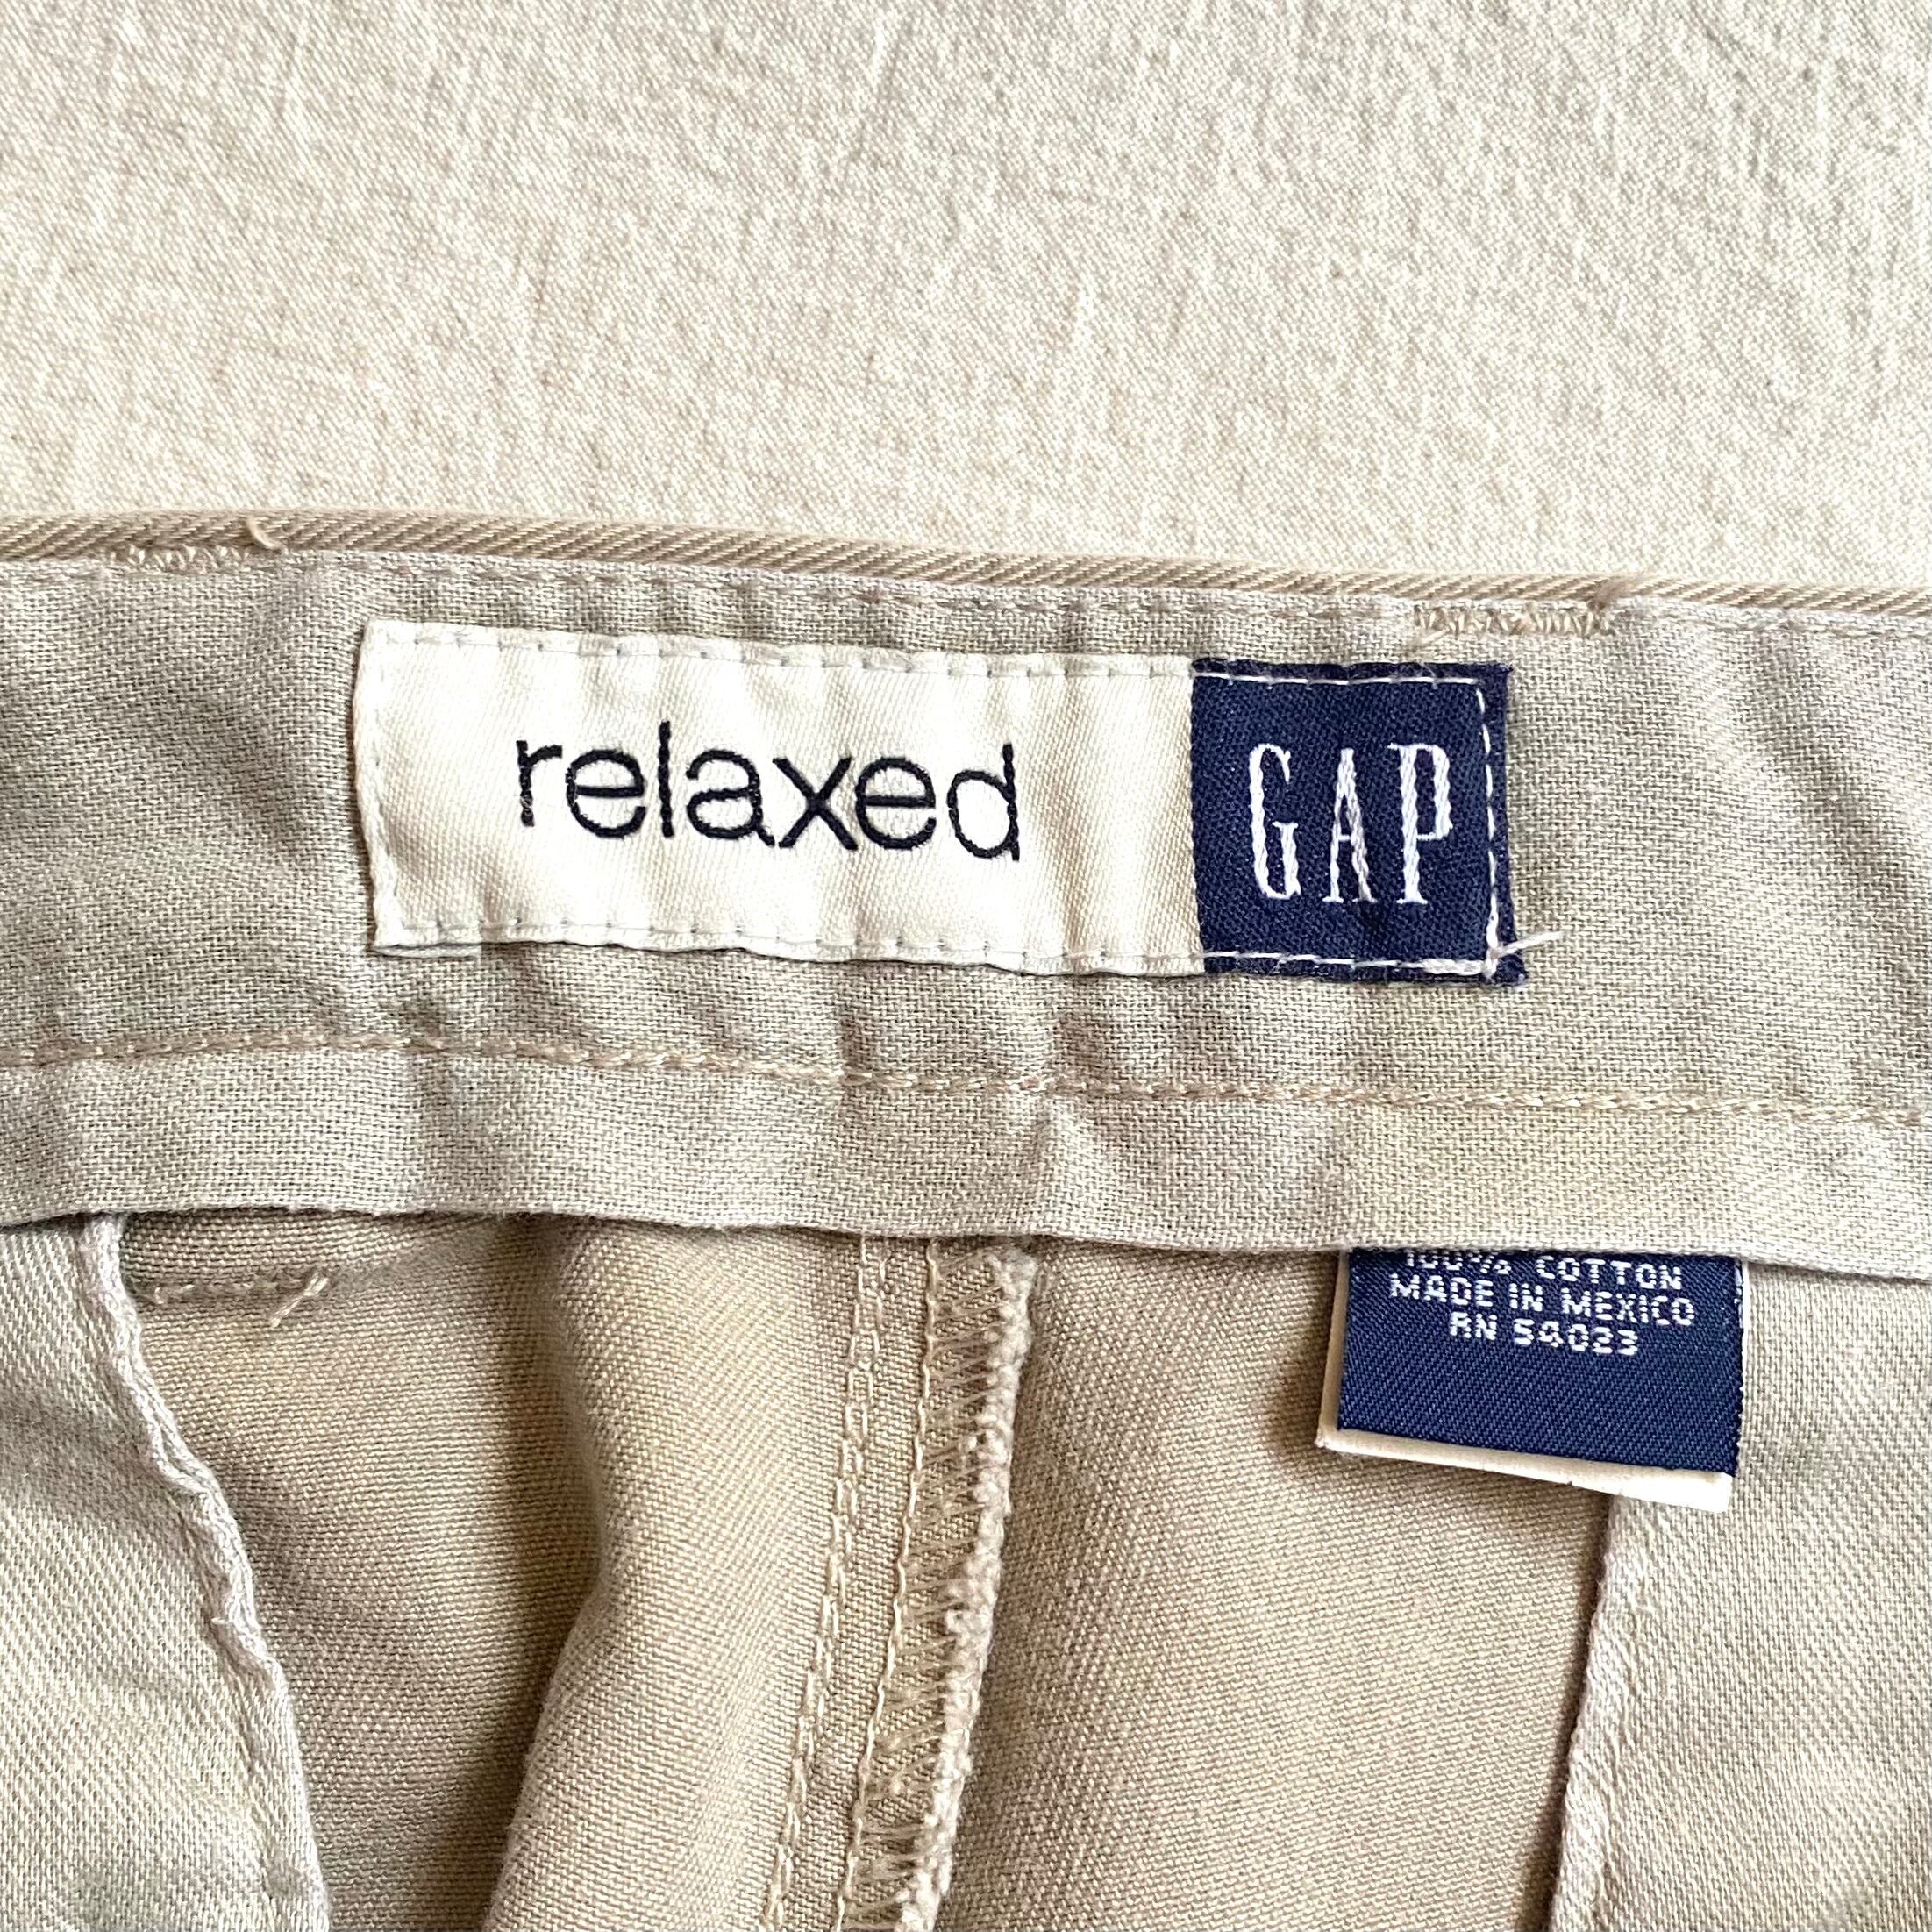 relaxed GAP
100% COTTON
MADE IN MEXICO
RN 54023